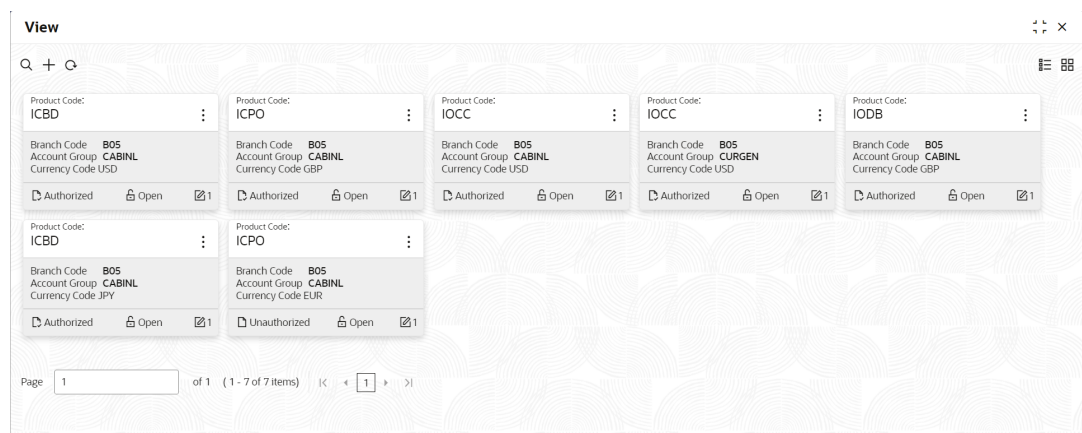 View
Product Code:
ICBD
Branch Code B05
Account Group CABINL
Currency Code USD
Authorized Open 1
Product Code:
ICPO
Branch Code B05
Account Group CABINL
Currency Code GBP
Authorized Open 1
Product Code:
IOCC
Branch Code B05
Account Group CABINL
Currency Code USD
Authorized Open 1
Product Code:
IOCC
Branch Code B05
Account Group CURGEN
Currency Code USD
Authorized Open 1
Product Code:
IODB
Branch Code B05
Account Group CABINL
Currency Code GBP
Authorized Open 1
Product Code:
ICBD
Branch Code B05
Account Group CABINL
Currency Code JPY
Authorized Open 1
Product Code:
ICPO
Branch Code B05
Account Group CABINL
Currency Code EUR
Unauthorized Open 1
Page 1 of 1 ( 1 - 7 of 7 items) 1